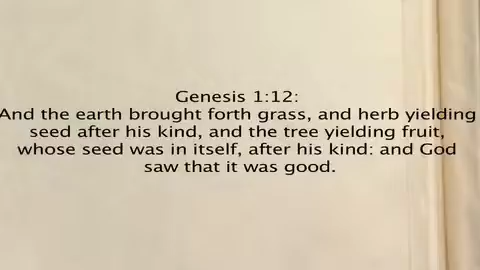 Genesis 1:12:
And the earth brought forth grass, and herb yielding
seed after his kind, and the tree yielding fruit,
whose seed was in itself, after his kind: and God
saw that it was good.